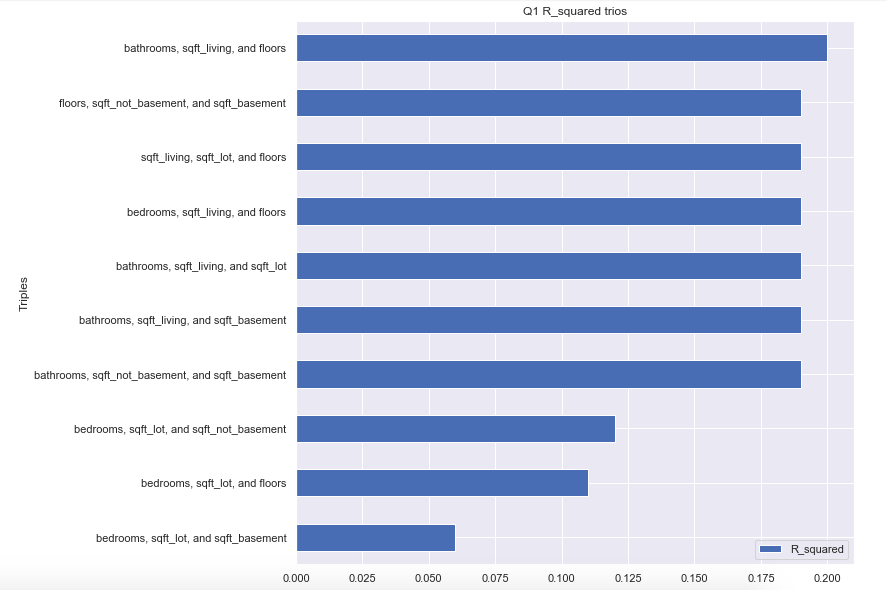 Q1 R_squared trios
bathrooms, sqft_living, and floors
floors, sqft_not_basement, and sqft_basement
sqft_living, sqft_lot, and floors
bedrooms, sqft_living, and floors
bathrooms, sqft_living, and sqft_lot
bathrooms, sqft_living, and sqft_basement
bathrooms, sqft_not_basement, and sqft_basement
bedrooms, sqft_lot, and sqft_not_basement
bedrooms, sqft_lot, and floors
bedrooms, sqft_lot, and sqft_basement
Triples
R_squared
0.000 0.025 0.050 0.075 0.100 0.125 0.150 0.175 0.200